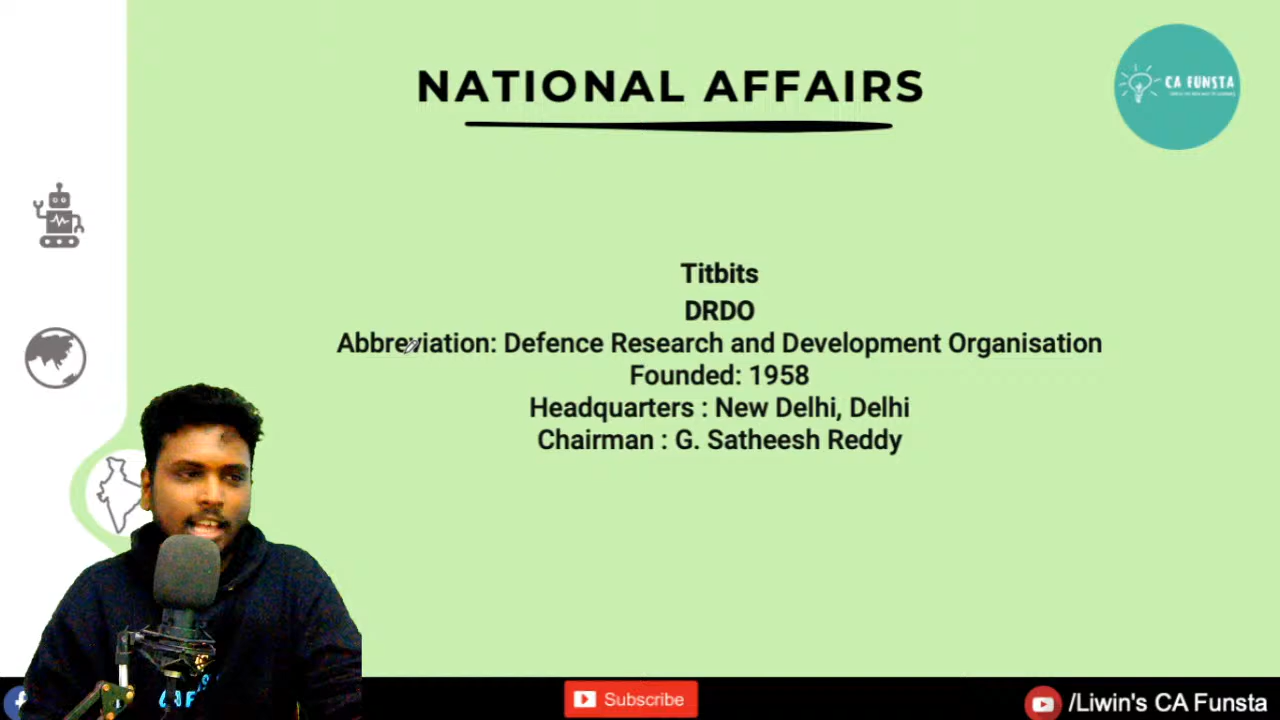 NATIONAL AFFAIRS
CA FUNSTA
Titbits
DRDO
Abbreviation: Defence Research and Development Organisation
Founded: 1958
Headquarters : New Delhi, Delhi
Chairman : G. Satheesh Reddy
Subscribe
/Liwin's CA Funsta